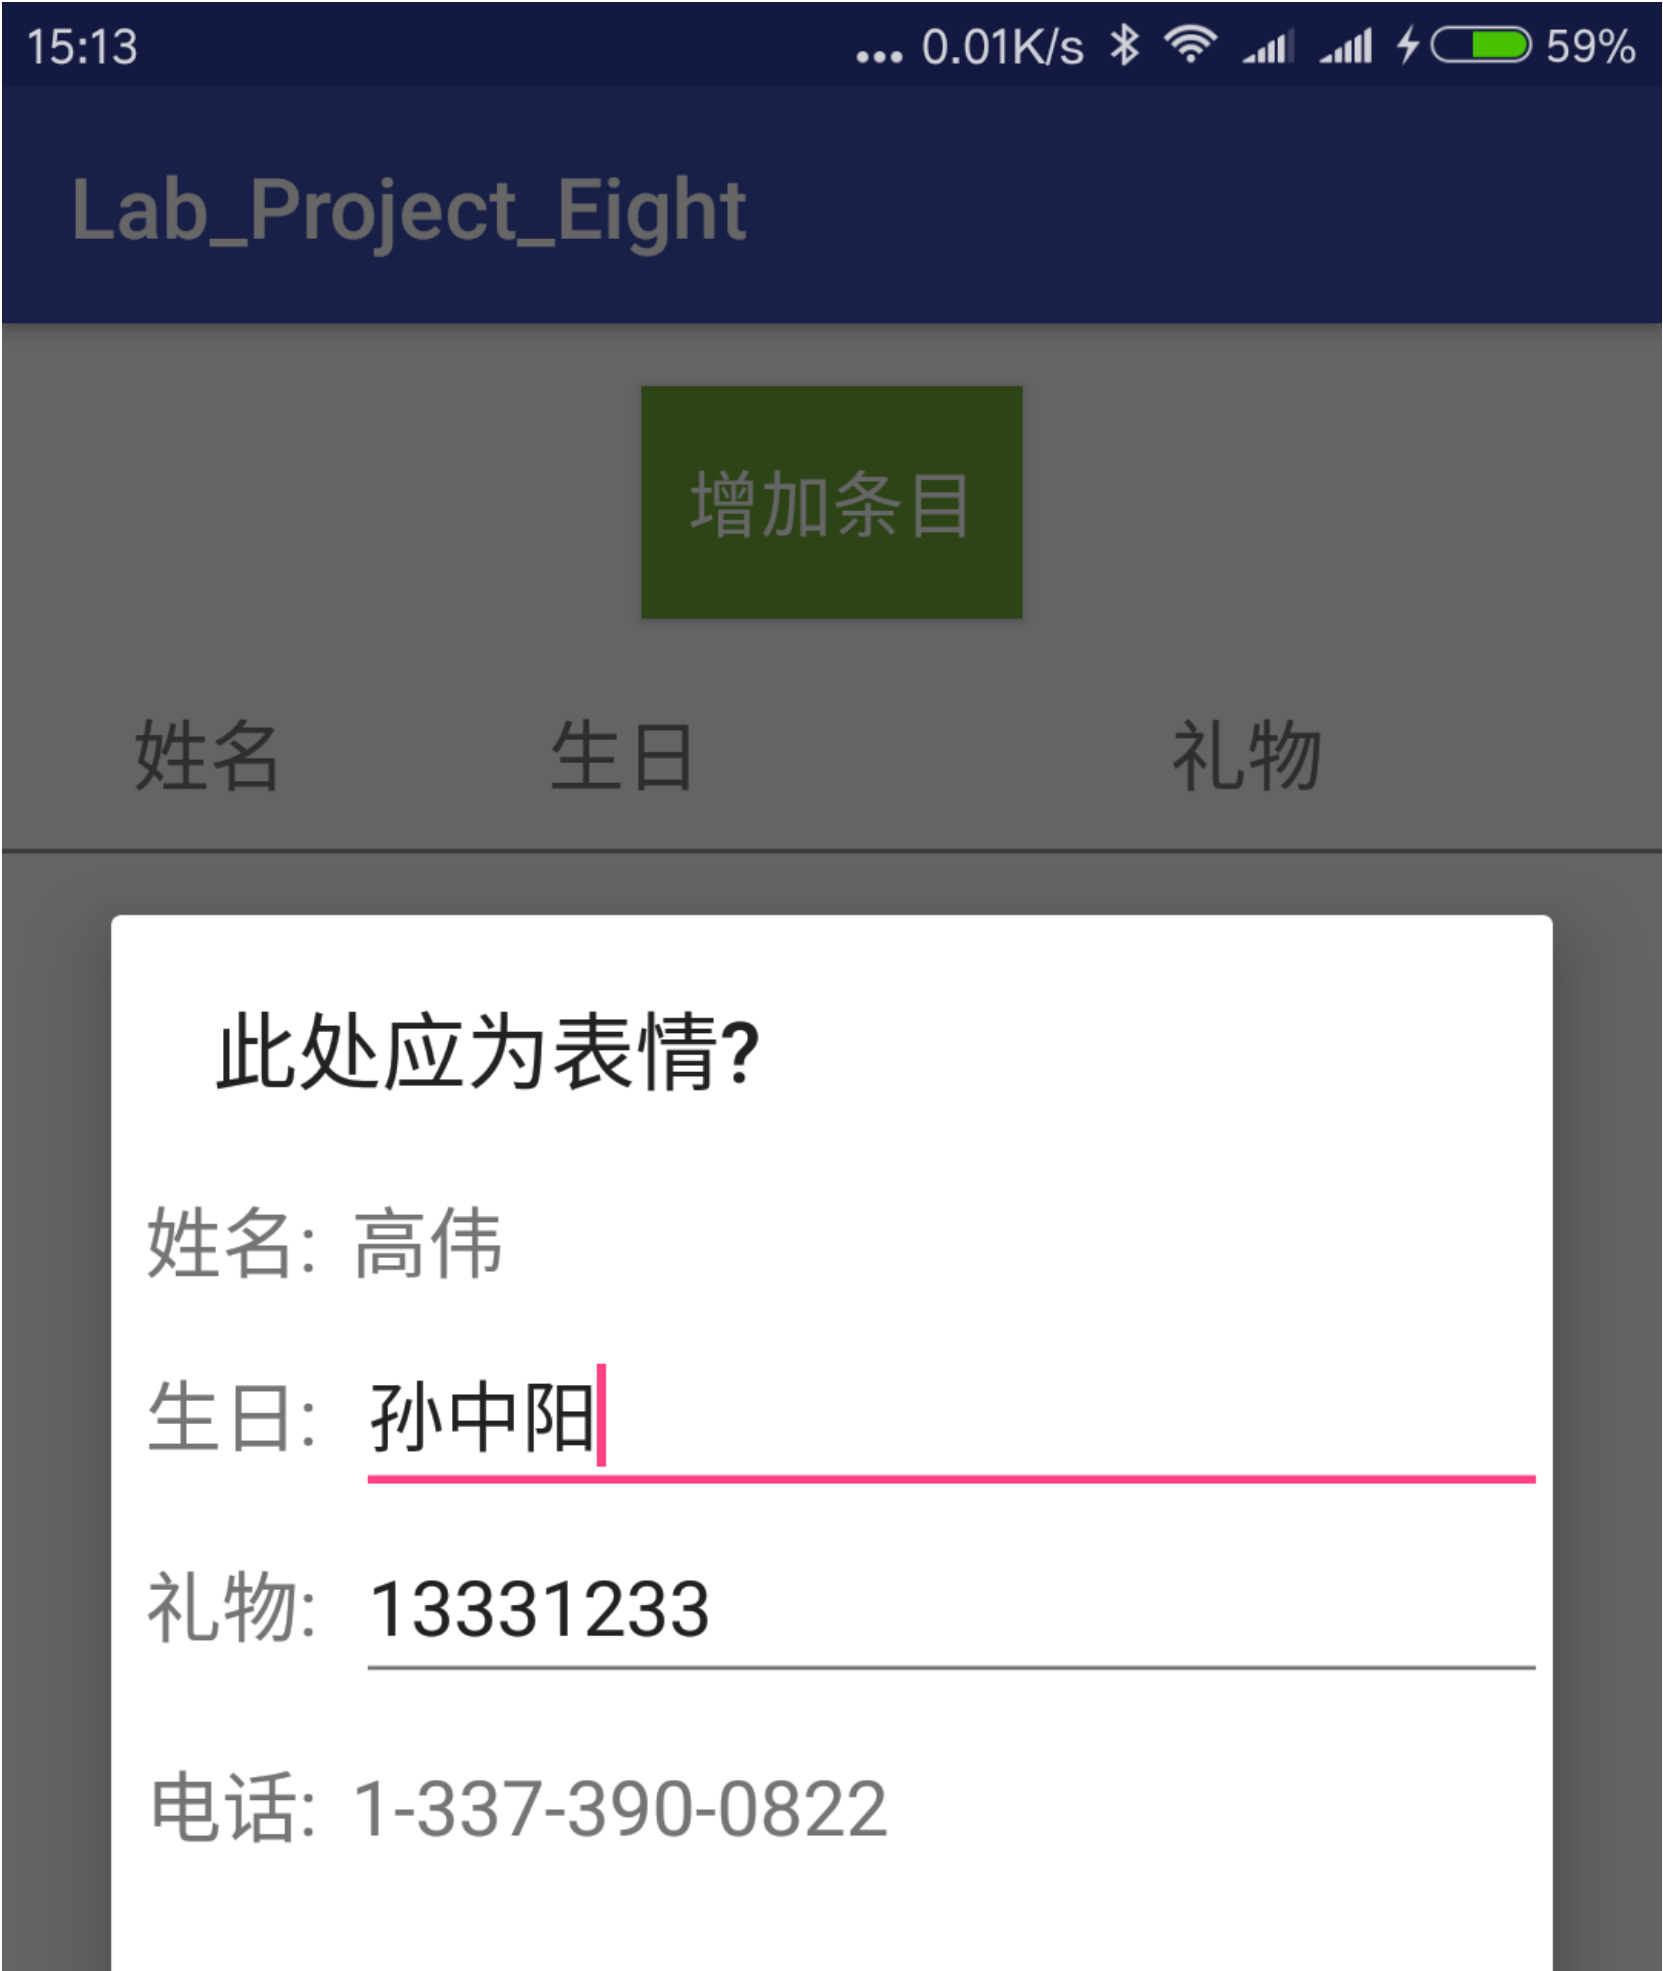 15:13 ... 0.01K/s 59%
Lab_Project_Eight
增加条目
姓名 生日 礼物
此处应为表情?
姓名: 高伟
生日: 孙中阳
礼物: 13331233
电话: 1-337-390-0822